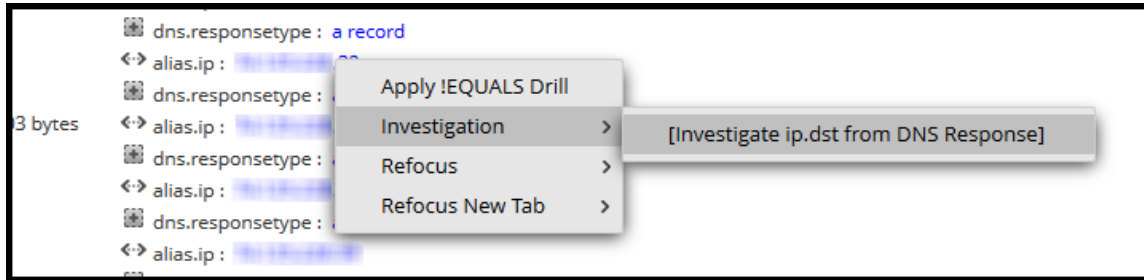 dns.responsetype : a record
alias.ip :
dns.responsetype :
alias.ip :
dns.responsetype :
alias.ip :
dns.responsetype :
alias.ip :
3 bytes
Apply !EQUALS Drill
Investigation
Refocus
Refocus New Tab
[Investigate ip.dst from DNS Response]